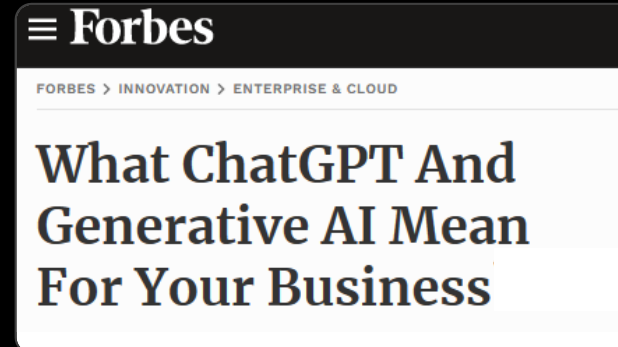 Forbes
FORBES > INNOVATION > ENTERPRISE & CLOUD
What ChatGPT And
Generative AI Mean
For Your Business